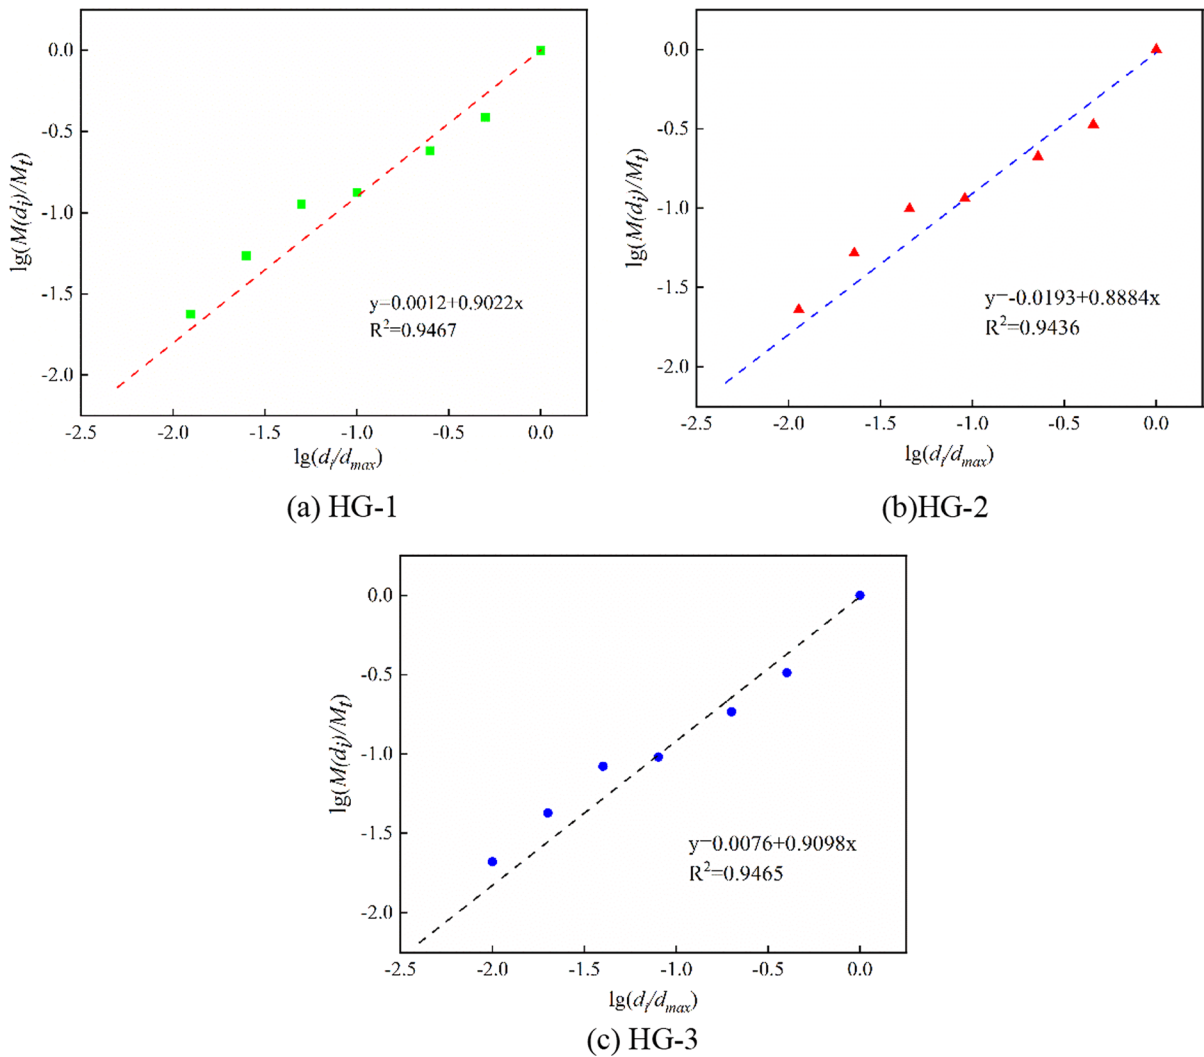 0.0
-0.5
-1.0
-1.5
-2.0
lg(M(di)/Mt)
y=0.0012+0.9022x
R2=0.9467
-2.5 -2.0 -1.5 -1.0 -0.5 0.0
lg(di/dmax)
(a) HG-1
0.0
-0.5
-1.0
-1.5
-2.0
lg(M(di)/Mt)
y=-0.0193+0.8884x
R2=0.9436
-2.5 -2.0 -1.5 -1.0 -0.5 0.0
lg(di/dmax)
(b)HG-2
0.0
-0.5
-1.0
-1.5
-2.0
lg(M(di)/Mt)
y=0.0076+0.9098x
R2=0.9465
-2.5 -2.0 -1.5 -1.0 -0.5 0.0
lg(di/dmax)
(c) HG-3